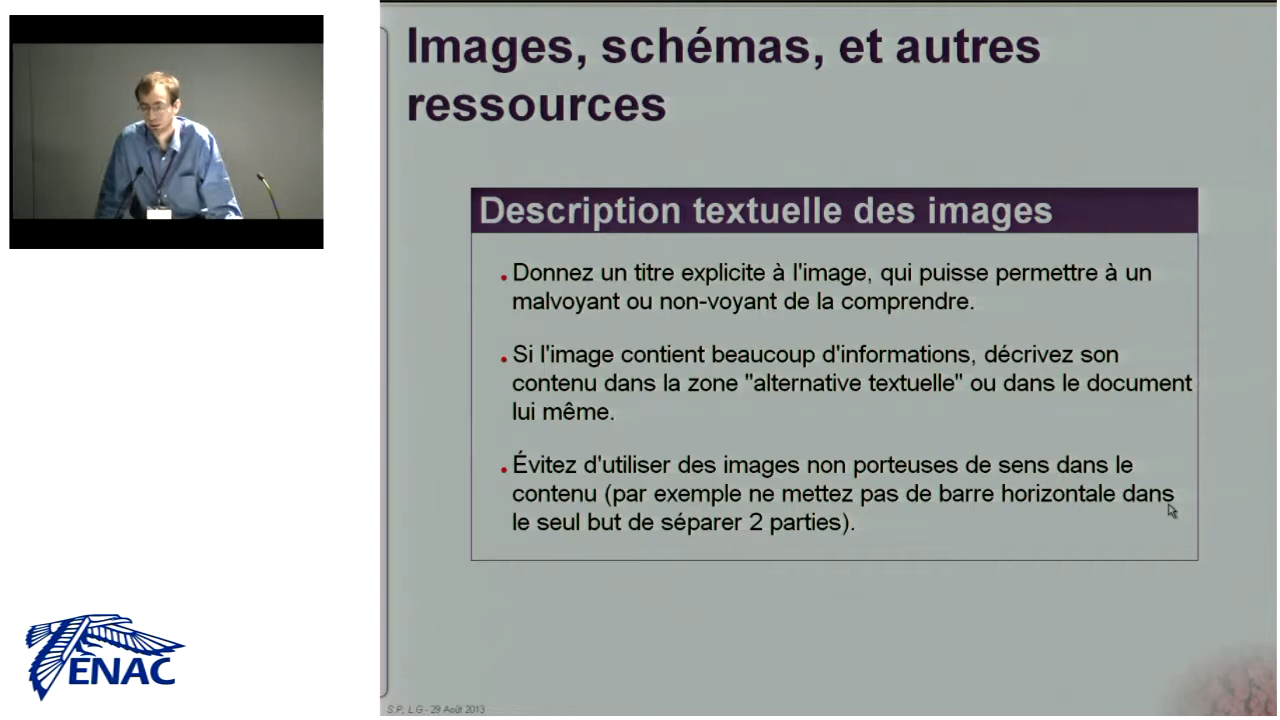 Images, schémas, et autres
ressources
Description textuelle des images
Donnez un titre explicite à l'image, qui puisse permettre à un
malvoyant ou non-voyant de la comprendre.
Si l'image contient beaucoup d'informations, décrivez son
contenu dans la zone "alternative textuelle" ou dans le document
lui même.
Évitez d'utiliser des images non porteuses de sens dans le
contenu (par exemple ne mettez pas de barre horizontale dans
le seul but de séparer 2 parties).
ENAC
S.P., L.G - 29 Août 2013